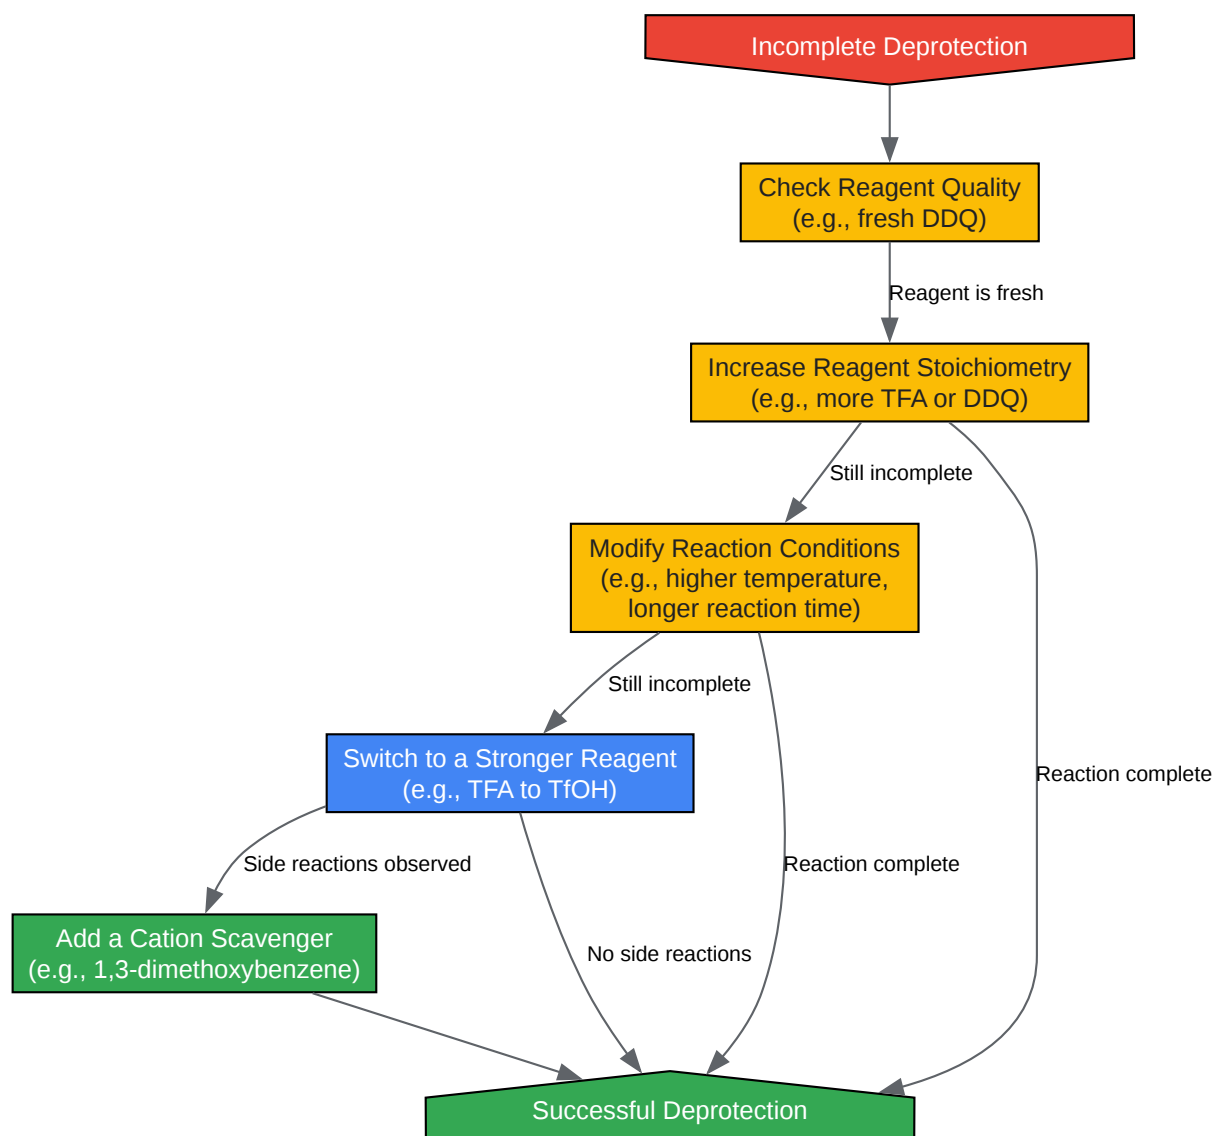 Incomplete Deprotection
Check Reagent Quality
(e.g., fresh DDQ)
Reagent is fresh
Increase Reagent Stoichiometry
(e.g., more TFA or DDQ)
Still incomplete
Modify Reaction Conditions
(e.g., higher temperature,
longer reaction time)
Still incomplete
Switch to a Stronger Reagent
(e.g., TFA to TfOH)
Reaction complete
Side reactions observed
Reaction complete
Add a Cation Scavenger
(e.g., 1,3-dimethoxybenzene)
No side reactions
Successful Deprotection